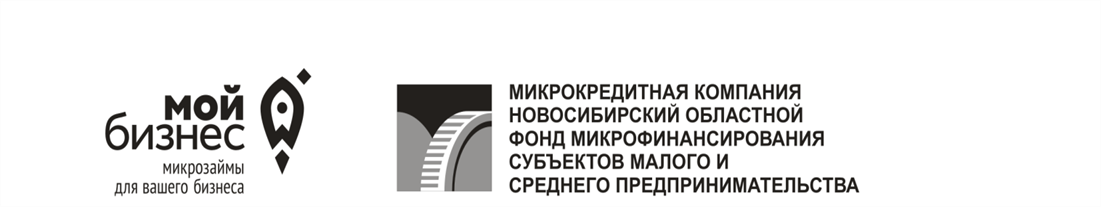 мой
бизнес
микрозаймы
для вашего бизнеса
МИКРОКРЕДИТНАЯ КОМПАНИЯ
НОВОСИБИРСКИЙ ОБЛАСТНОЙ
ФОНД МИКРОФИНАНСИРОВАНИЯ
СУБЪЕКТОВ МАЛОГО И
СРЕДНЕГО ПРЕДПРИНИМАТЕЛЬСТВА